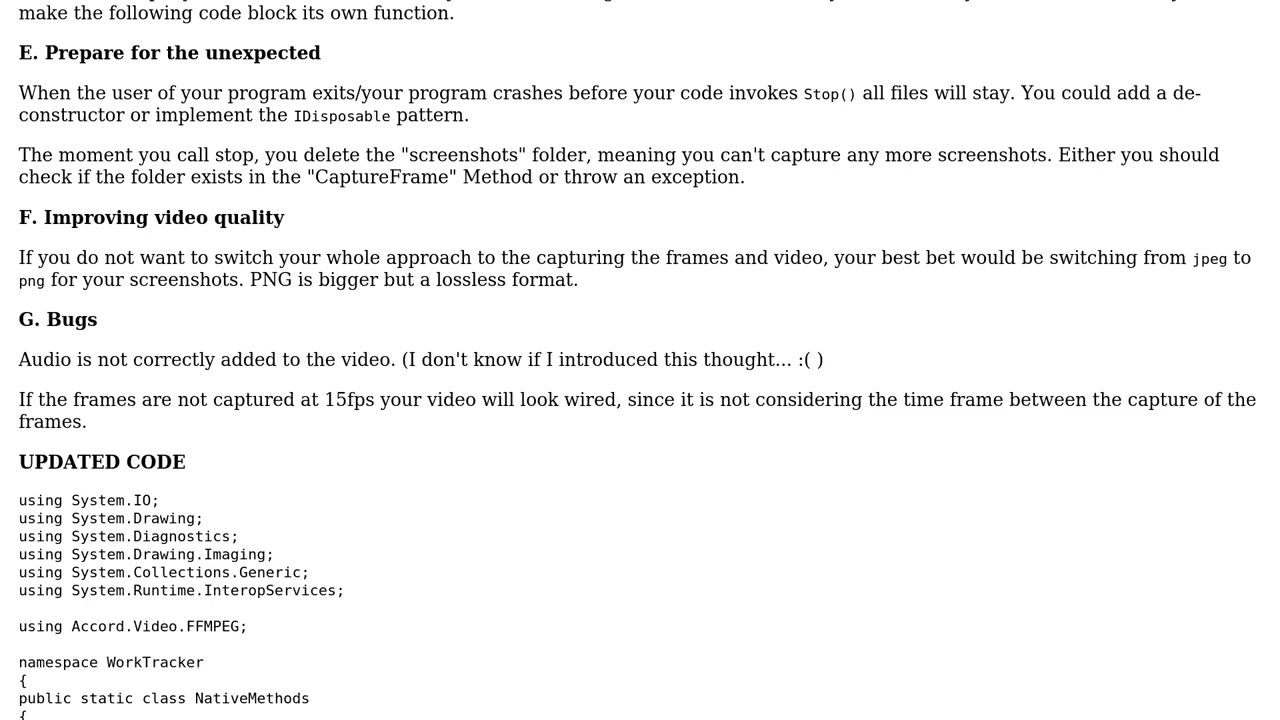 make the following code block its own function.
E. Prepare for the unexpected
When the user of your program exits/your program crashes before your code invokes Stop() all files will stay. You could add a de-
constructor or implement the IDisposable pattern.
The moment you call stop, you delete the "screenshots" folder, meaning you can't capture any more screenshots. Either you should
check if the folder exists in the "CaptureFrame" Method or throw an exception.
F. Improving video quality
If you do not want to switch your whole approach to the capturing the frames and video, your best bet would be switching from jpeg to
png for your screenshots. PNG is bigger but a lossless format.
G. Bugs
Audio is not correctly added to the video. (I don't know if I introduced this thought... :( )
If the frames are not captured at 15fps your video will look wired, since it is not considering the time frame between the capture of the
frames.
UPDATED CODE
using System.IO;
using System.Drawing;
using System.Diagnostics;
using System.Drawing.Imaging;
using System.Collections.Generic;
using System.Runtime.InteropServices;
using Accord.Video.FFMPEG;
namespace WorkTracker
{
public static class NativeMethods
{